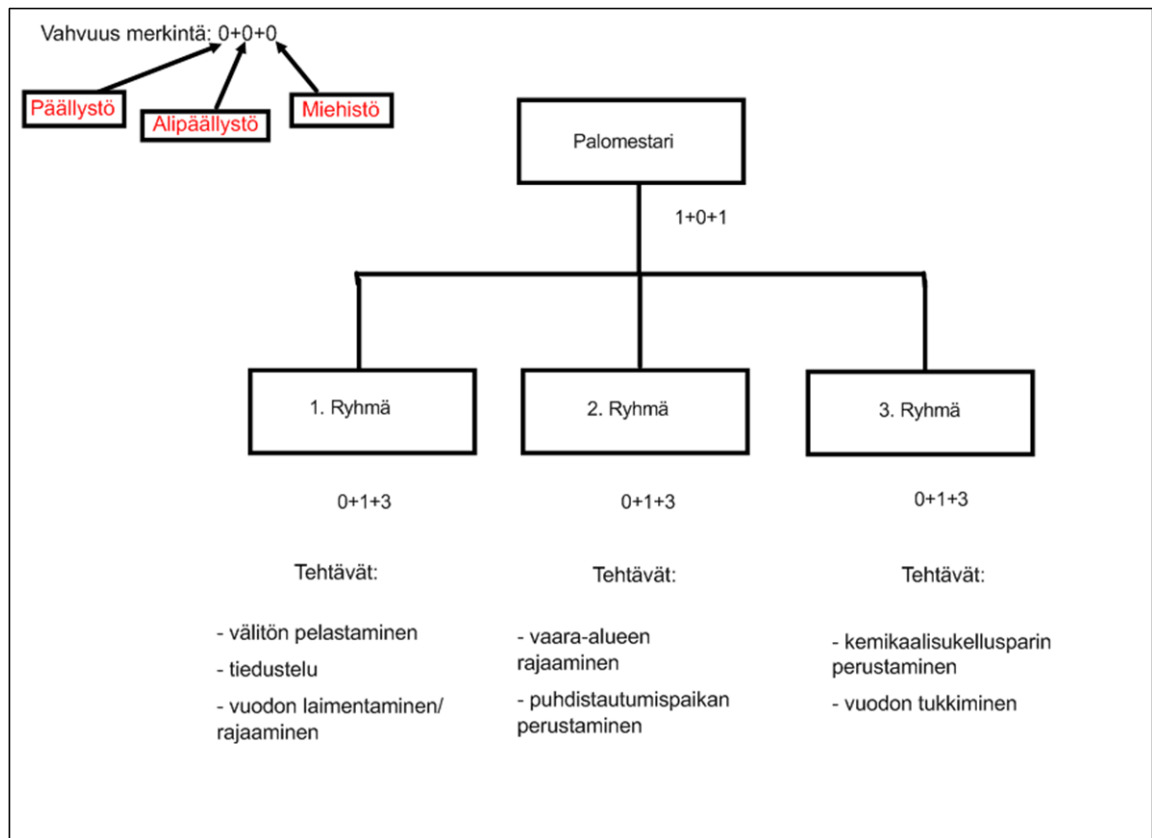 Vahvuus merkintä: 0+0+0
Päällystö
Alipäällystö
Miehistö
Palomestari
1+0+1
1. Ryhmä
2. Ryhmä
3. Ryhmä
0+1+3
0+1+3
0+1+3
Tehtävät:
- välitön pelastaminen
- tiedustelu
- vuodon laimentaminen/
rajaaminen
Tehtävät:
- vaara-alueen
rajaaminen
- puhdistautumispaikan
perustaminen
Tehtävät:
- kemikaalisukellusparin
perustaminen
- vuodon tukkiminen